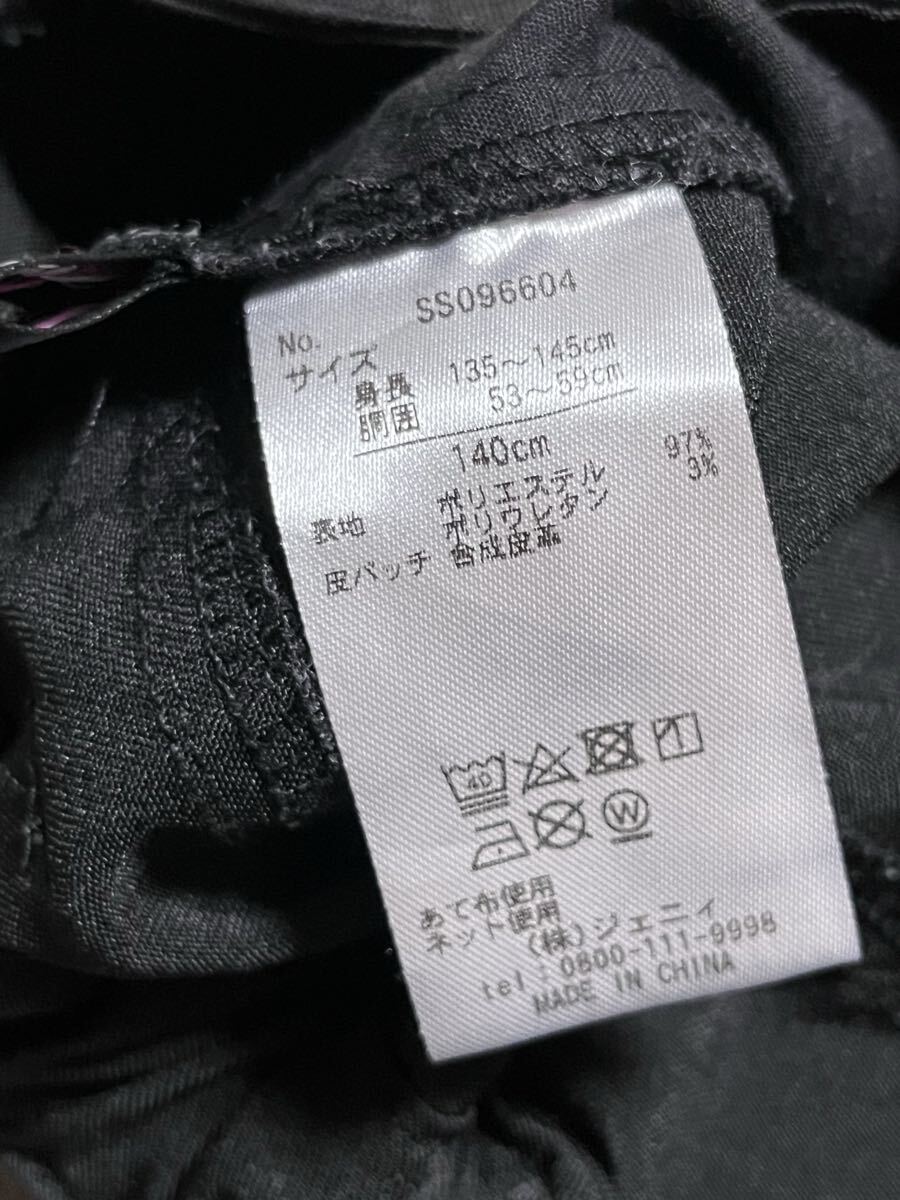 No. SS096604
サイズ
身長 135～145cm
胴囲 53～59cm
140cm
表地 ポリエステル 97%
ポリウレタン 3%
皮パッチ 合成皮革
40
W
あて布使用
ネット使用
(株)ジェニィ
tel:0800-111-9998
MADE IN CHINA